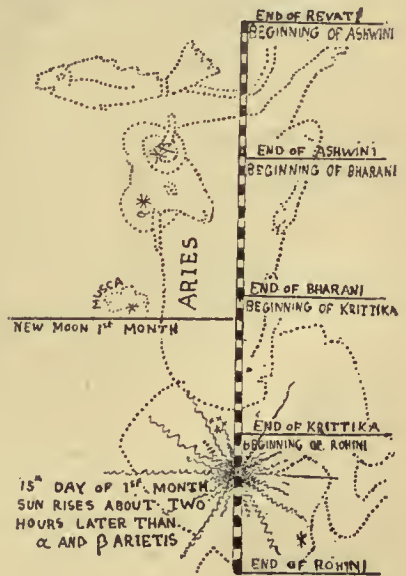 END OF REVATI
BEGINNING OF ASHWINI
END OF ASHWINI
BEGINNING OF BHARANI
ARIES
MUSCA
END OF BHARANI
BEGINNING OF KRITTIKA
NEW MOON 1ST MONTH
END OF KRITTIKA
BEGINNING OF ROHINI
15TH DAY OF 1ST MONTH
SUN RISES ABOUT TWO
HOURS LATER THAN
α AND β ARIETIS
END OF ROHINI